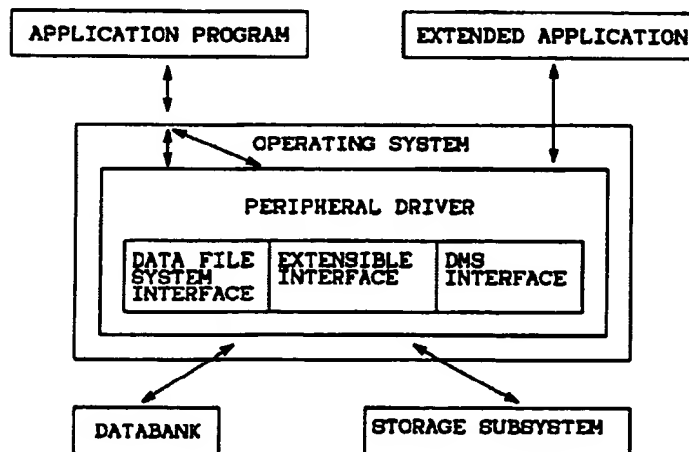 APPLICATION PROGRAM
EXTENDED APPLICATION
OPERATING SYSTEM
PERIPHERAL DRIVER
DATA FILE
SYSTEM
INTERFACE
EXTENSIBLE
INTERFACE
DMS
INTERFACE
DATABANK
STORAGE SUBSYSTEM